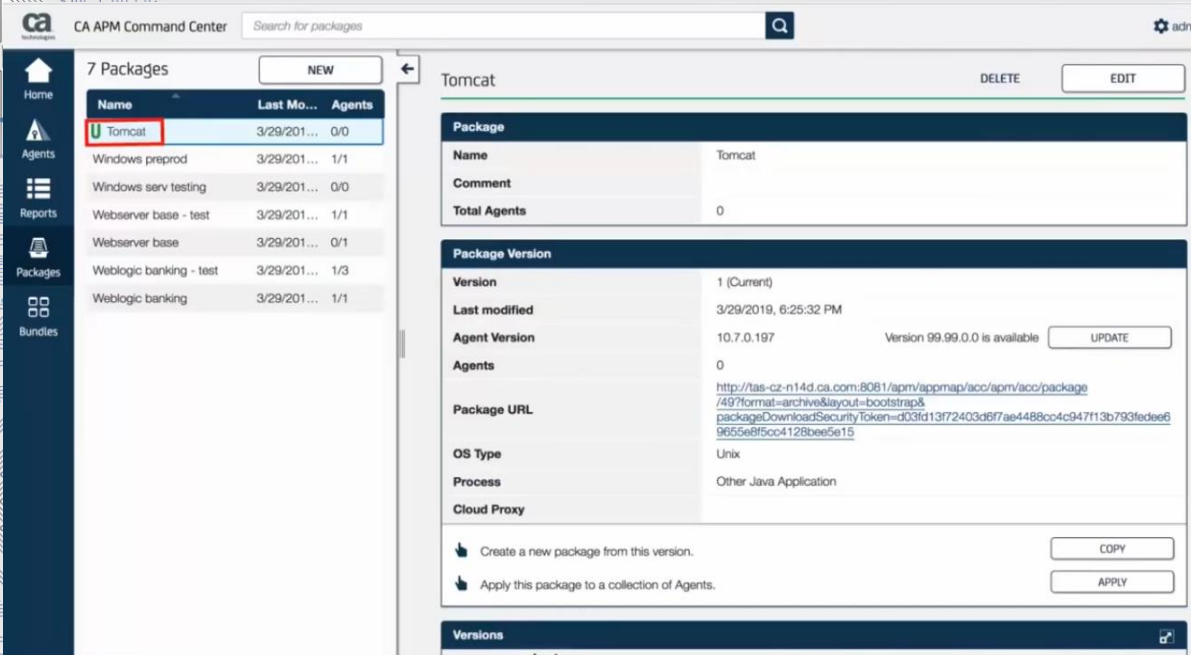 ca
technologies
CA APM Command Center
Search for packages
Home
Agents
Reports
Packages
Bundles
7 Packages
NEW
Name Last Mo... Agents
U Tomcat 3/29/201... 0/0
Windows preprod 3/29/201... 1/1
Windows serv testing 3/29/201... 0/0
Webserver base - test 3/29/201... 1/1
Webserver base 3/29/201... 0/1
Weblogic banking - test 3/29/201... 1/3
Weblogic banking 3/29/201... 1/1
Tomcat
DELETE
EDIT
Package
Name Tomcat
Comment
Total Agents 0
Package Version
Version 1 (Current)
Last modified 3/29/2019, 6:25:32 PM
Agent Version 10.7.0.197 Version 99.99.0.0 is available UPDATE
Agents 0
Package URL
http://tas-cz-n14d.ca.com:8081/apm/appmap/acc/apm/acc/package
/49?format=archive&layout=bootstrap&
packageDownloadSecurityToken=d03fd13f72403d6f7ae4488cc4c947f13b793fedee6
9655e8f5cc4128bee5e15
OS Type Unix
Process Other Java Application
Cloud Proxy
Create a new package from this version. COPY
Apply this package to a collection of Agents. APPLY
Versions